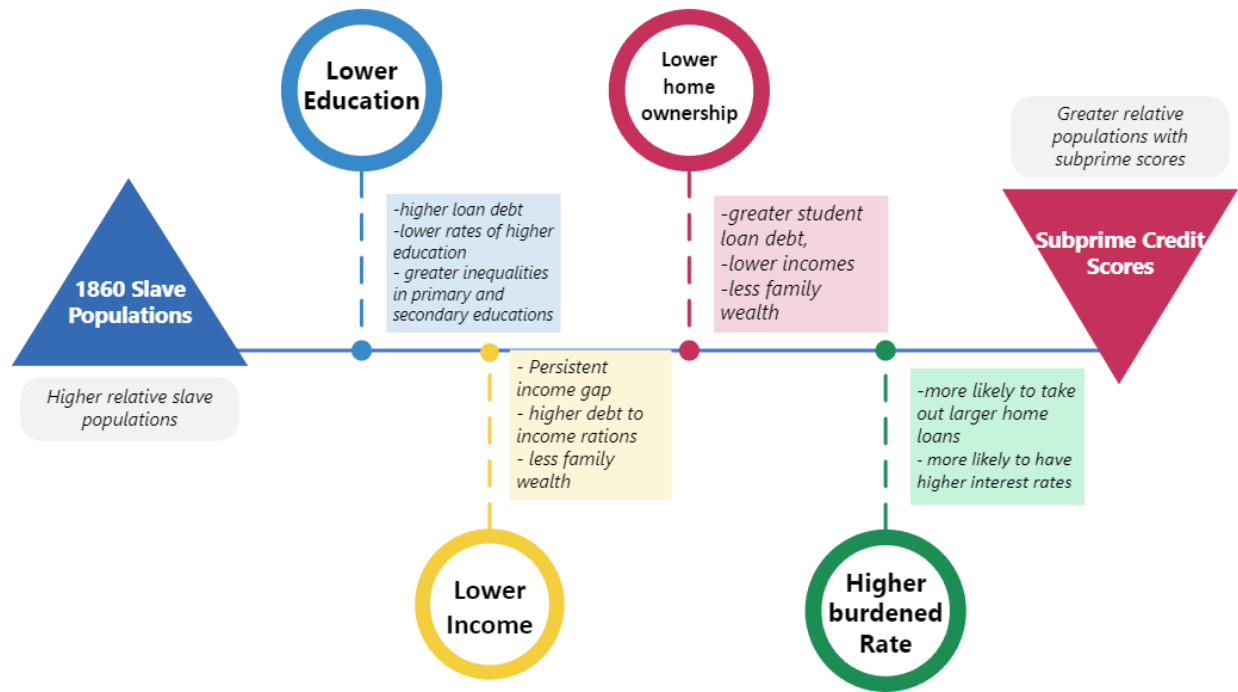 Lower
Education
Lower
home
ownership
Greater relative
populations with
subprime scores
-higher loan debt
-lower rates of higher
education
- greater inequalities
in primary and
secondary educations
-greater student
loan debt,
-lower incomes
-less family
wealth
Subprime Credit
Scores
1860 Slave
Populations
Higher relative slave
populations
- Persistent
income gap
- higher debt to
income rations
- less family
wealth
-more likely to take
out larger home
loans
- more likely to have
higher interest rates
Lower
Income
Higher
burdened
Rate